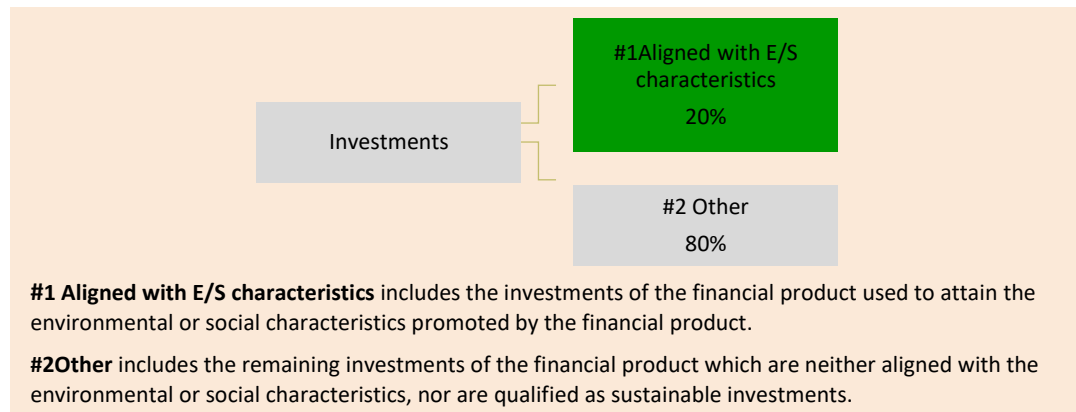 #1Aligned with E/S
characteristics
20%
Investments
#2 Other
80%
#1 Aligned with E/S characteristics includes the investments of the financial product used to attain the
environmental or social characteristics promoted by the financial product.
#2Other includes the remaining investments of the financial product which are neither aligned with the
environmental or social characteristics, nor are qualified as sustainable investments.